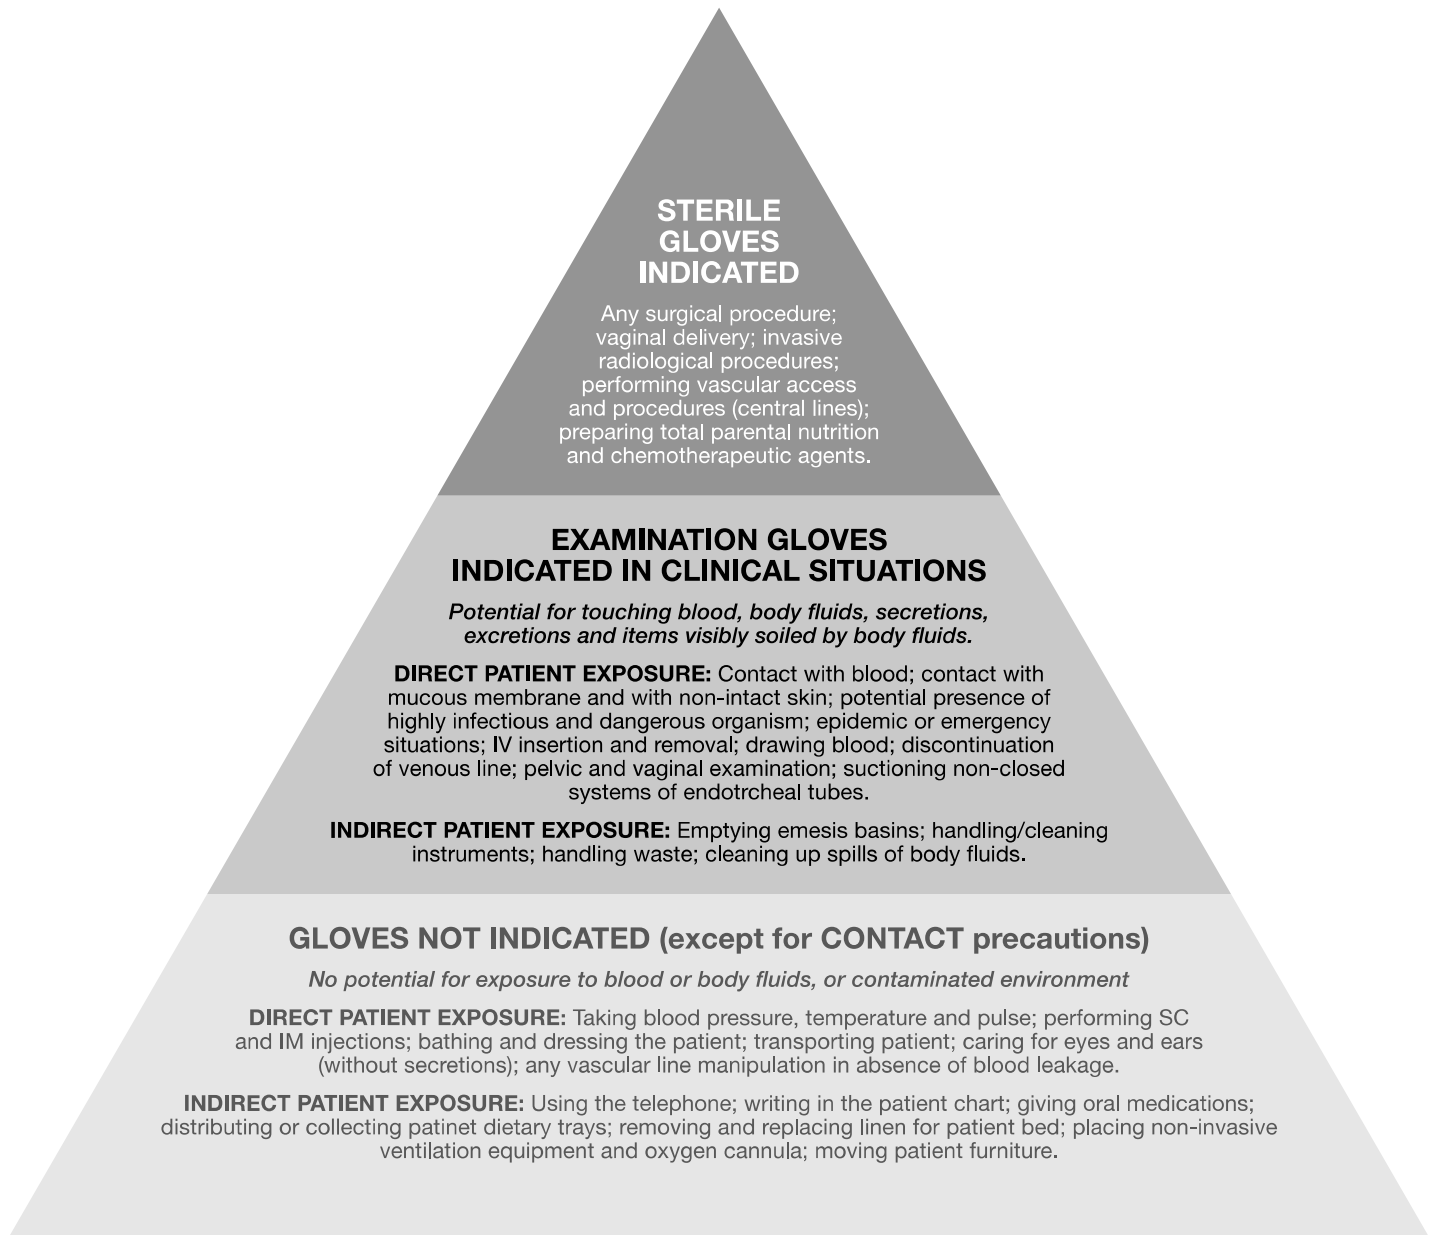 STERILE
GLOVES
INDICATED
Any surgical procedure;
vaginal delivery; invasive
radiological procedures;
performing vascular access
and procedures (central lines);
preparing total parental nutrition
and chemotherapeutic agents.
EXAMINATION GLOVES
INDICATED IN CLINICAL SITUATIONS
Potential for touching blood, body fluids, secretions,
excretions and items visibly soiled by body fluids.
DIRECT PATIENT EXPOSURE: Contact with blood; contact with
mucous membrane and with non-intact skin; potential presence of
highly infectious and dangerous organism; epidemic or emergency
situations; IV insertion and removal; drawing blood; discontinuation
of venous line; pelvic and vaginal examination; suctioning non-closed
systems of endotrcheal tubes.
INDIRECT PATIENT EXPOSURE: Emptying emesis basins; handling/cleaning
instruments; handling waste; cleaning up spills of body fluids.
GLOVES NOT INDICATED (except for CONTACT precautions)
No potential for exposure to blood or body fluids, or contaminated environment
DIRECT PATIENT EXPOSURE: Taking blood pressure, temperature and pulse; performing SC
and IM injections; bathing and dressing the patient; transporting patient; caring for eyes and ears
(without secretions); any vascular line manipulation in absence of blood leakage.
INDIRECT PATIENT EXPOSURE: Using the telephone; writing in the patient chart; giving oral medications;
distributing or collecting patinet dietary trays; removing and replacing linen for patient bed; placing non-invasive
ventilation equipment and oxygen cannula; moving patient furniture.